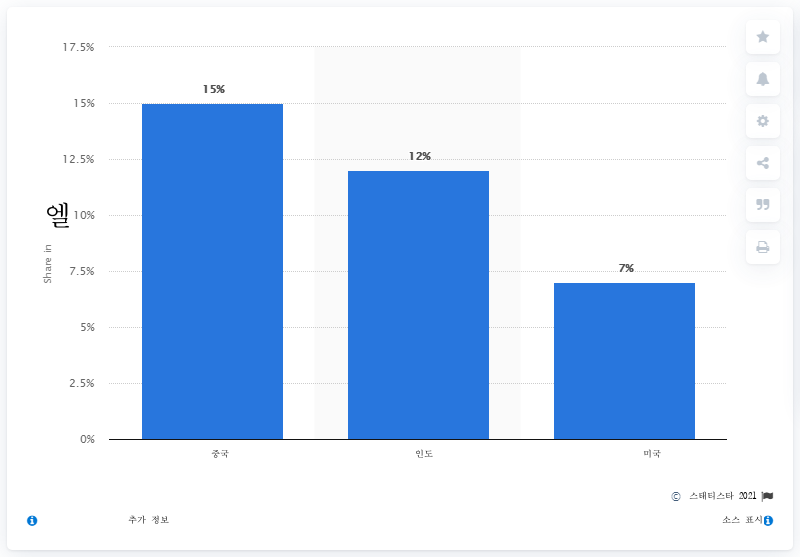 17.5%
15%
15%
12.5%
12%
엘
10%
Share in
7.5%
7%
5%
2.5%
0%
중국 인도 미국
© 스태티스타 2021
추가 정보 소스 표시